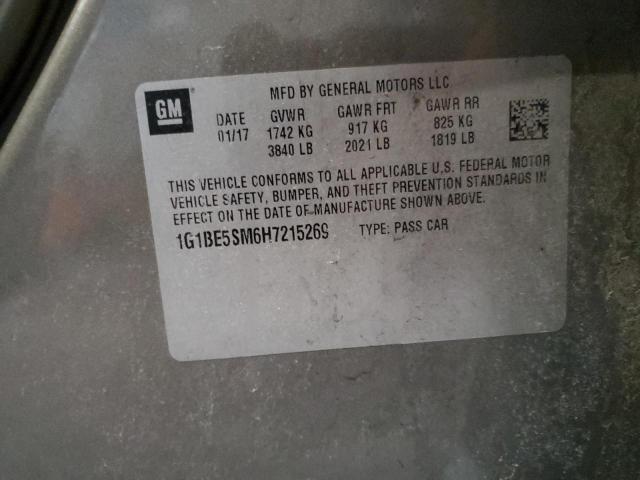 GM
MFD BY GENERAL MOTORS LLC
DATE GVWR GAWR FRT GAWR RR
01/17 1742 KG 917 KG 825 KG
3840 LB 2021 LB 1819 LB
THIS VEHICLE CONFORMS TO ALL APPLICABLE U.S. FEDERAL MOTOR
VEHICLE SAFETY, BUMPER, AND THEFT PREVENTION STANDARDS IN
EFFECT ON THE DATE OF MANUFACTURE SHOWN ABOVE.
1G1BE5SM6H7215269 TYPE: PASS CAR